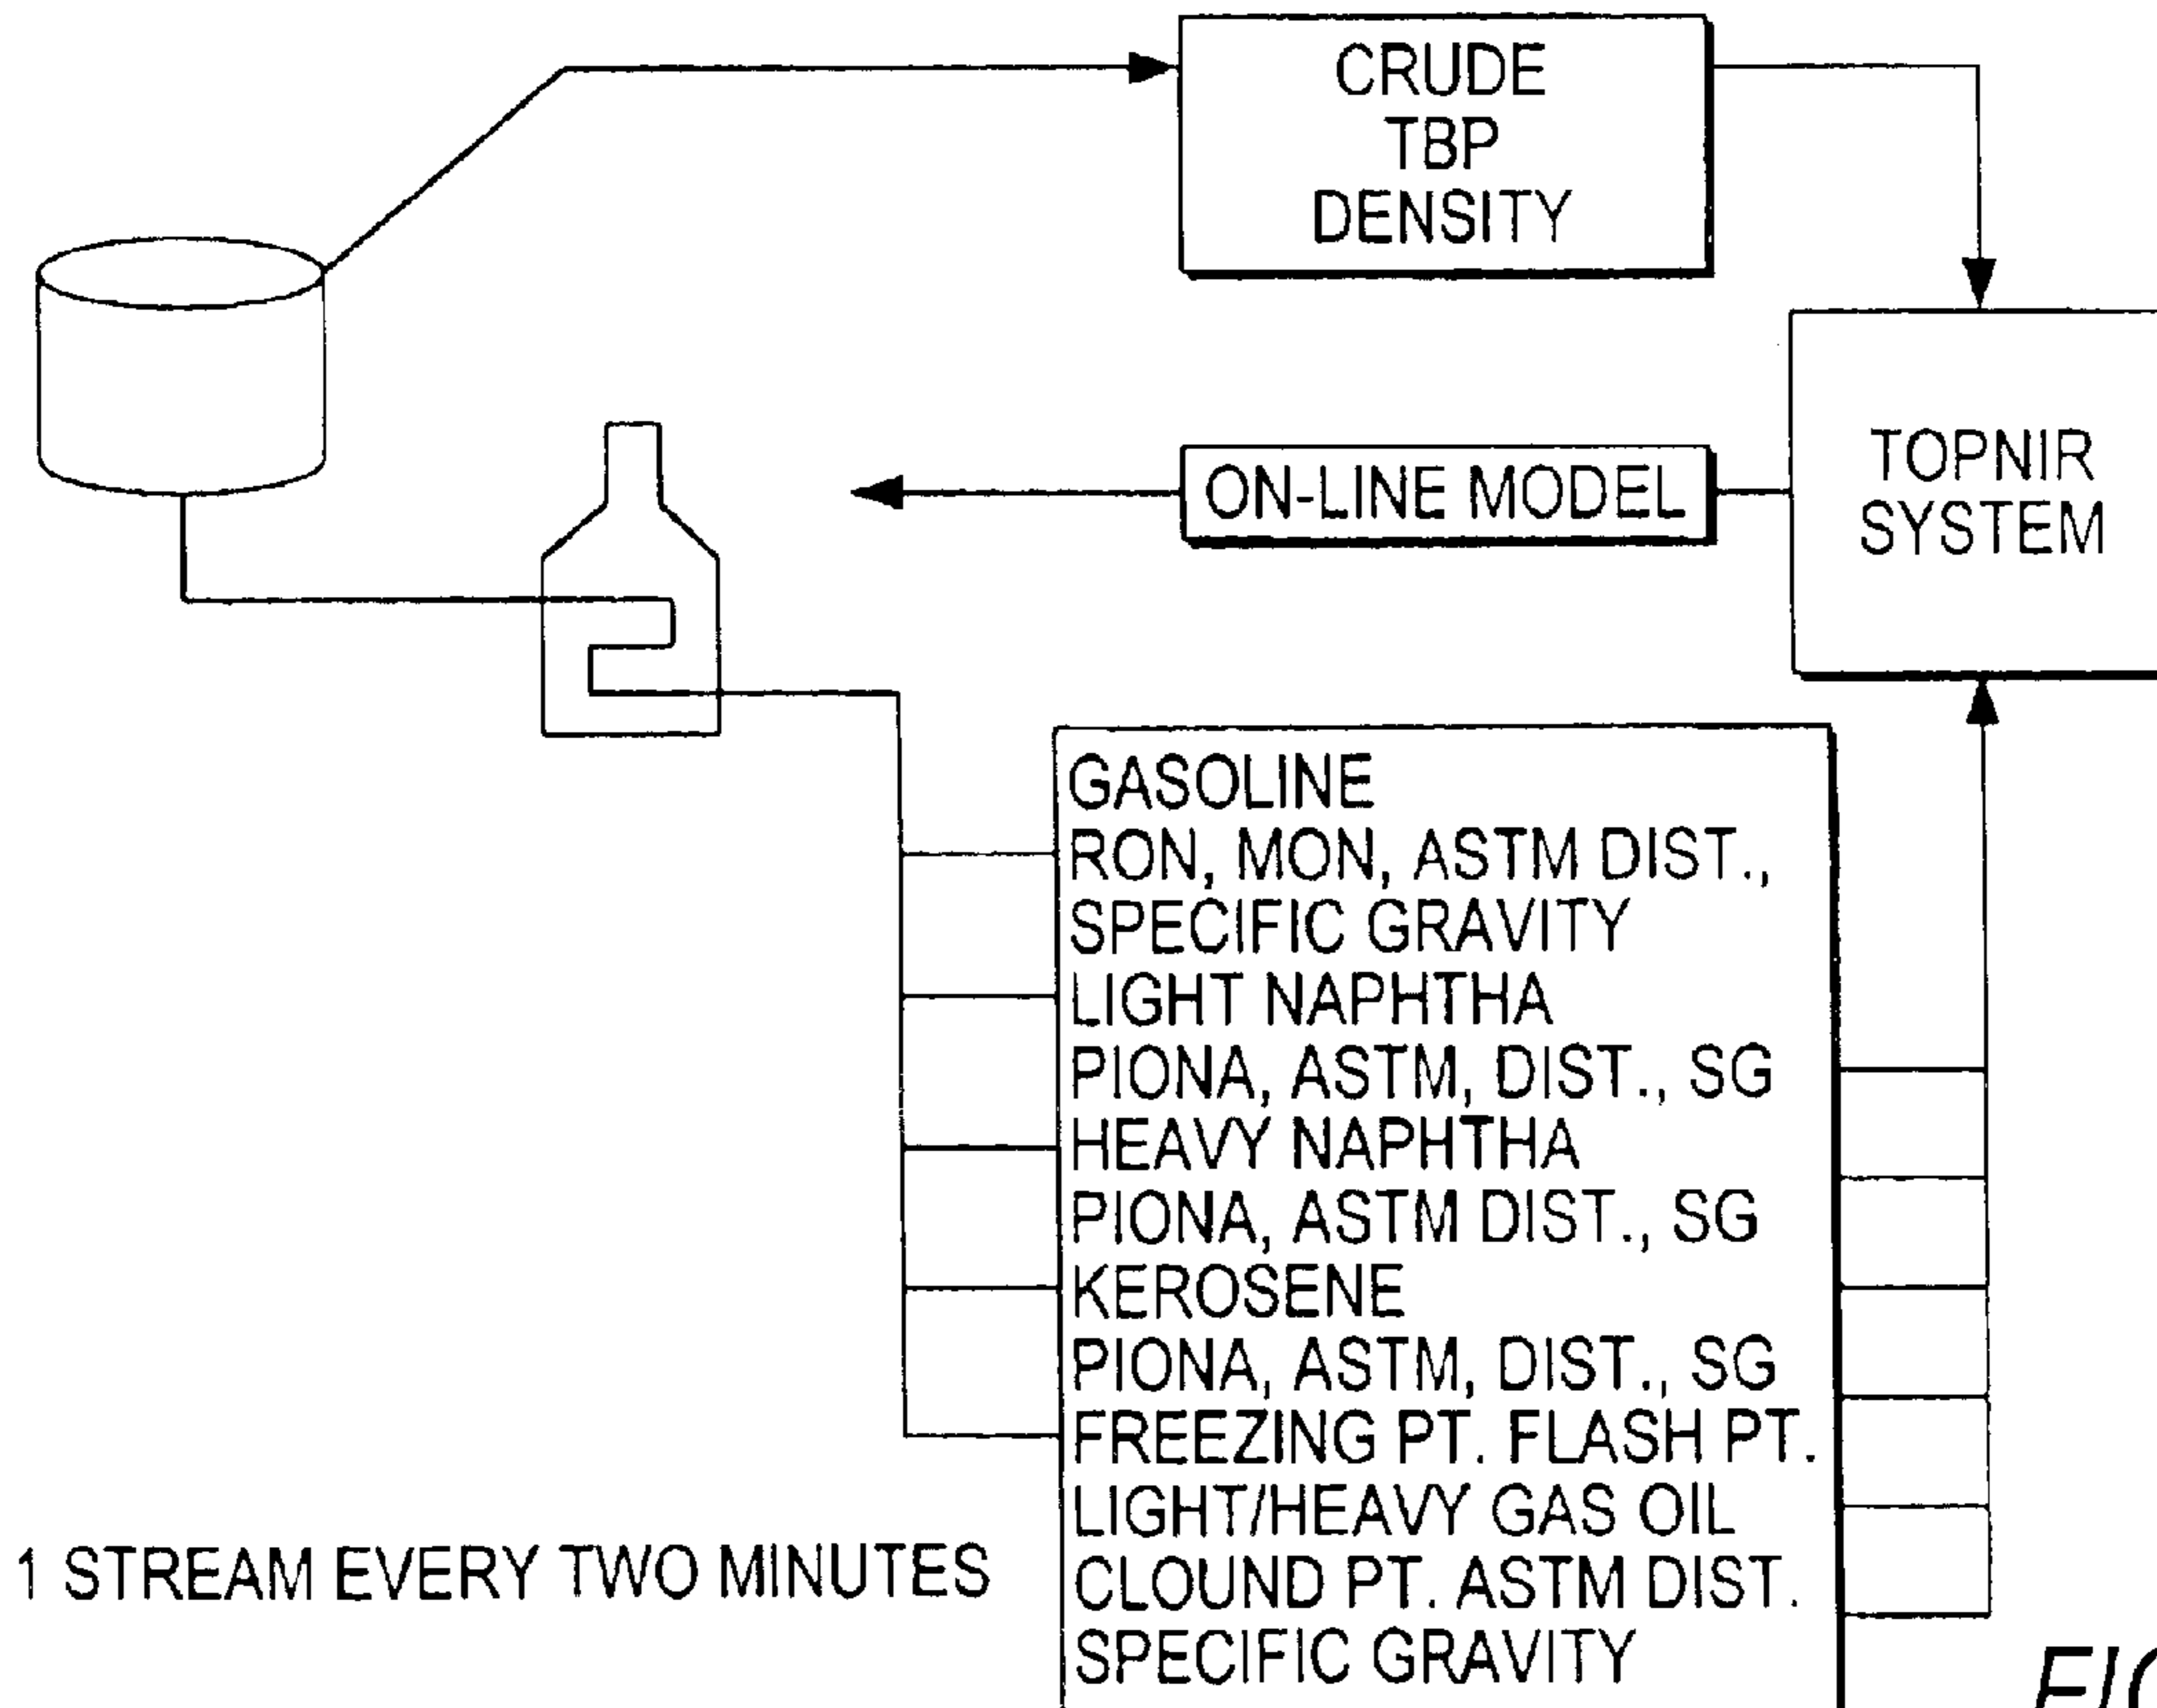 CRUDE
TBP
DENSITY
TOPNIR
SYSTEM
ON-LINE MODEL
GASOLINE
RON, MON, ASTM DIST.,
SPECIFIC GRAVITY
LIGHT NAPHTHA
PIONA, ASTM, DIST., SG
HEAVY NAPHTHA
PIONA, ASTM DIST., SG
KEROSENE
PIONA, ASTM, DIST., SG
FREEZING PT. FLASH PT.
LIGHT/HEAVY GAS OIL
CLOUND PT. ASTM DIST.
SPECIFIC GRAVITY
1 STREAM EVERY TWO MINUTES